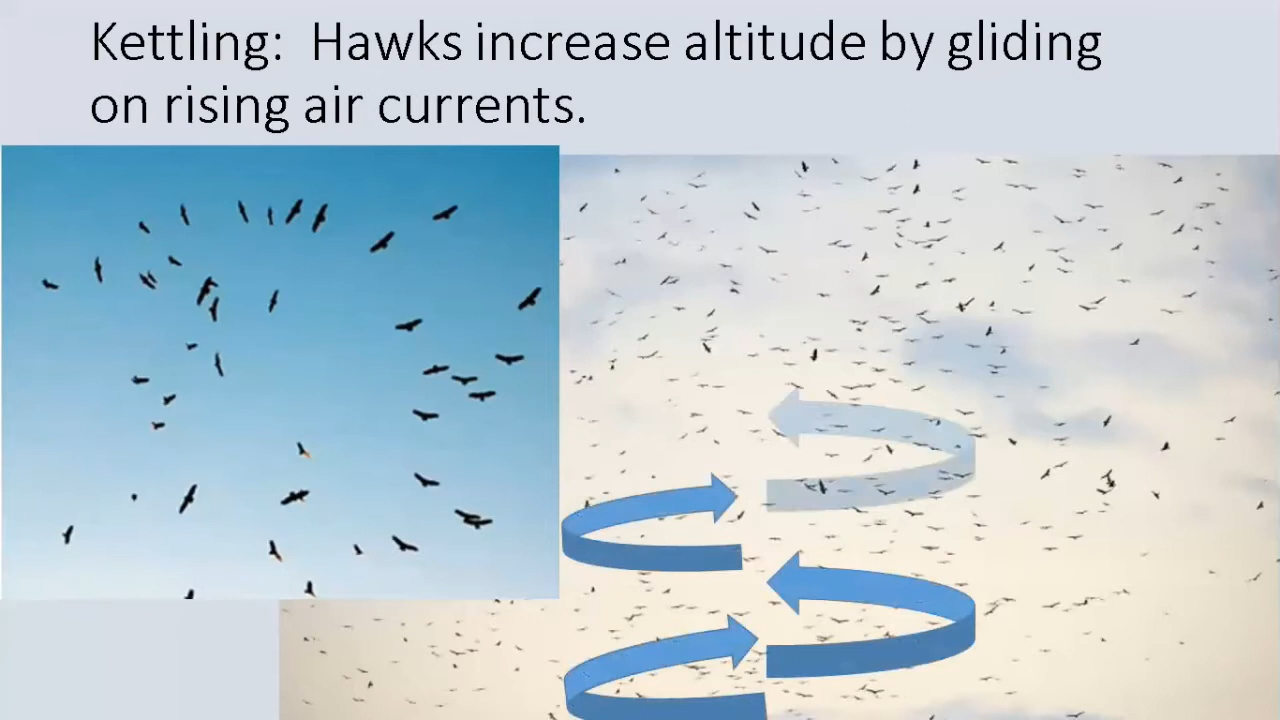 Kettling:  Hawks increase altitude by gliding
on rising air currents.